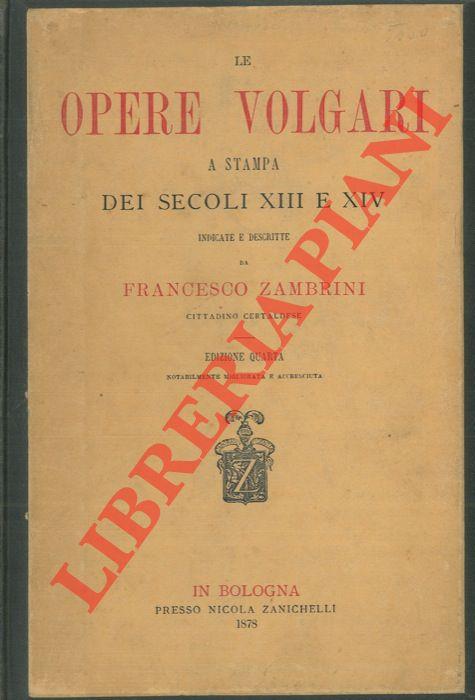 LE
OPERE VOLGARI
A STAMPA
DEI SECOLI XIII E XIV
INDICATE E DESCRITTE
DA
FRANCESCO ZAMBRINI
CITTADINO CERTALDESE
EDIZIONE QUARTA
NOTABILMENTE MIGLIORATA E ACCRESCIUTA
Z
IN BOLOGNA
PRESSO NICOLA ZANICHELLI
1878
LIBRERIA PIANI